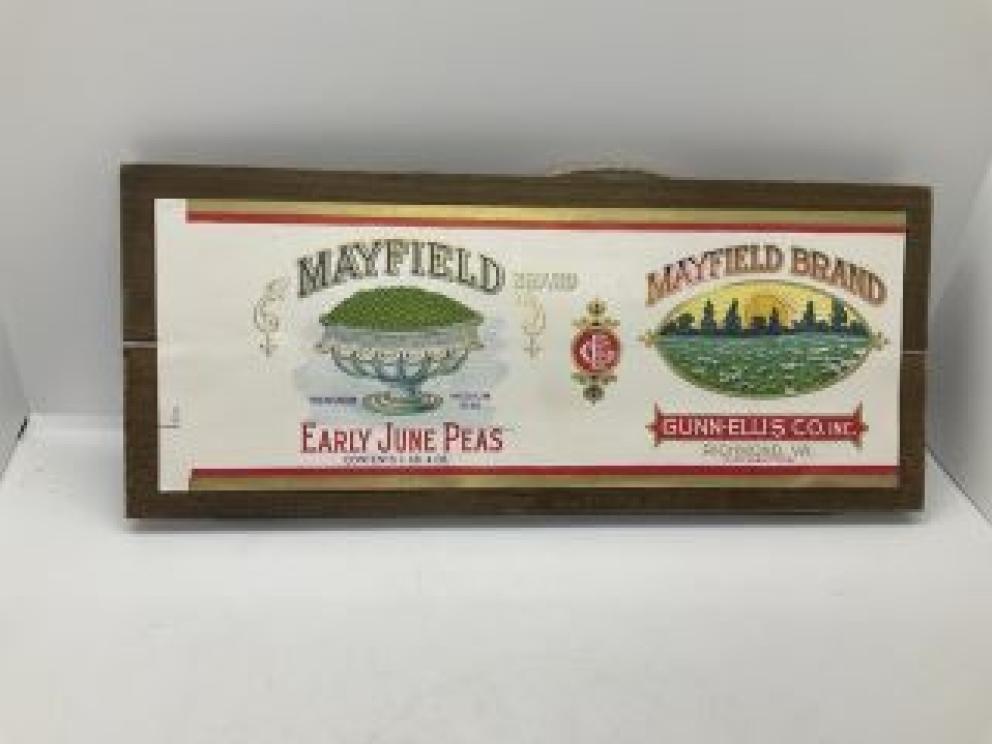 MAYFIELD BRAND
EARLY JUNE PEAS
MAYFIELD BRAND
GUNN-ELLIS CO. INC.
RICHMOND, VA.